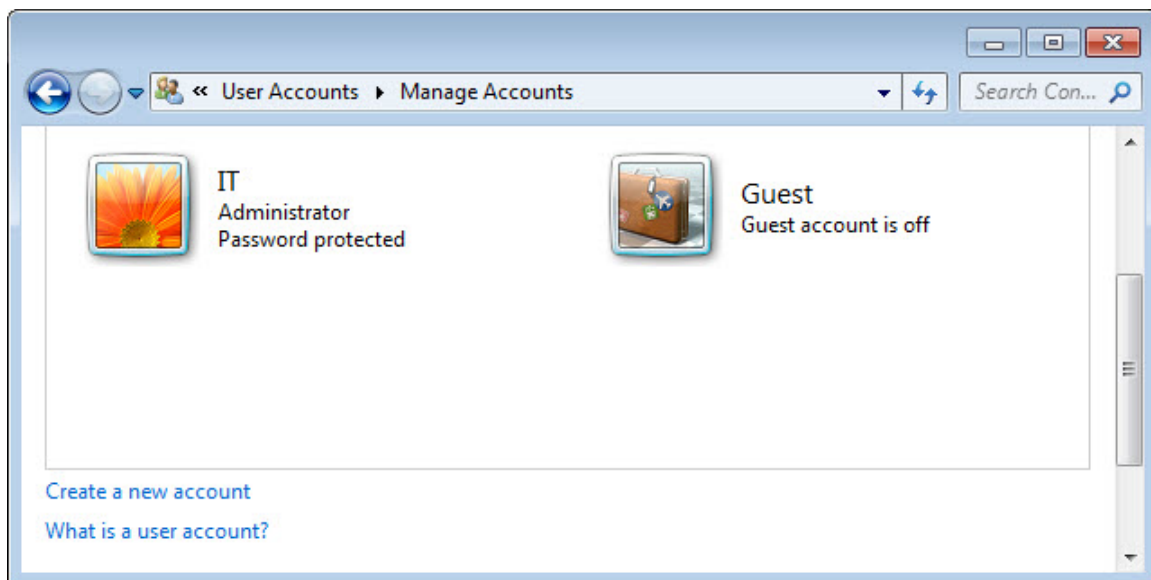 « User Accounts ▸ Manage Accounts
Search Con...
IT
Administrator
Password protected
Guest
Guest account is off
Create a new account
What is a user account?